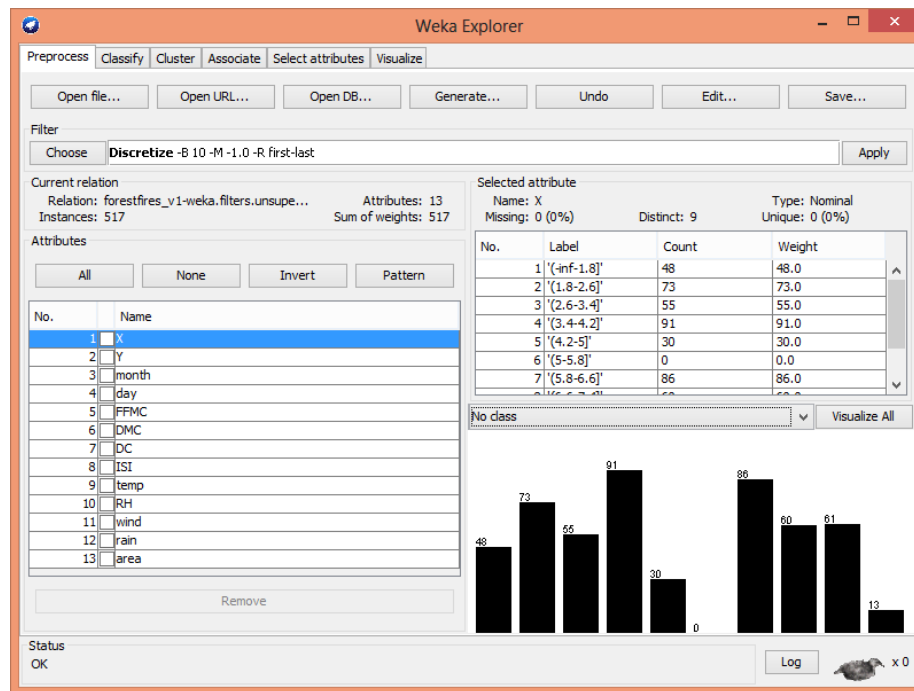 Weka Explorer
Preprocess Classify Cluster Associate Select attributes Visualize
Open file... Open URL... Open DB... Generate... Undo Edit... Save...
Filter
Choose Discretize -B 10 -M -1.0 -R first-last Apply
Current relation
Relation: forestfires_v1-weka.filters.unsupe... Attributes: 13
Instances: 517 Sum of weights: 517
Attributes
All None Invert Pattern
No. Name
1 X
2 Y
3 month
4 day
5 FFMC
6 DMC
7 DC
8 ISI
9 temp
10 RH
11 wind
12 rain
13 area
Remove
Selected attribute
Name: X Type: Nominal
Missing: 0 (0%) Distinct: 9 Unique: 0 (0%)
No. Label Count Weight
1 '(-inf-1.8]' 48 48.0
2 '(1.8-2.6]' 73 73.0
3 '(2.6-3.4]' 55 55.0
4 '(3.4-4.2]' 91 91.0
5 '(4.2-5]' 30 30.0
6 '(5-5.8]' 0 0.0
7 '(5.8-6.6]' 86 86.0
No class Visualize All
48 73 55 91 30 0 86 60 61 13
Status
OK Log x 0